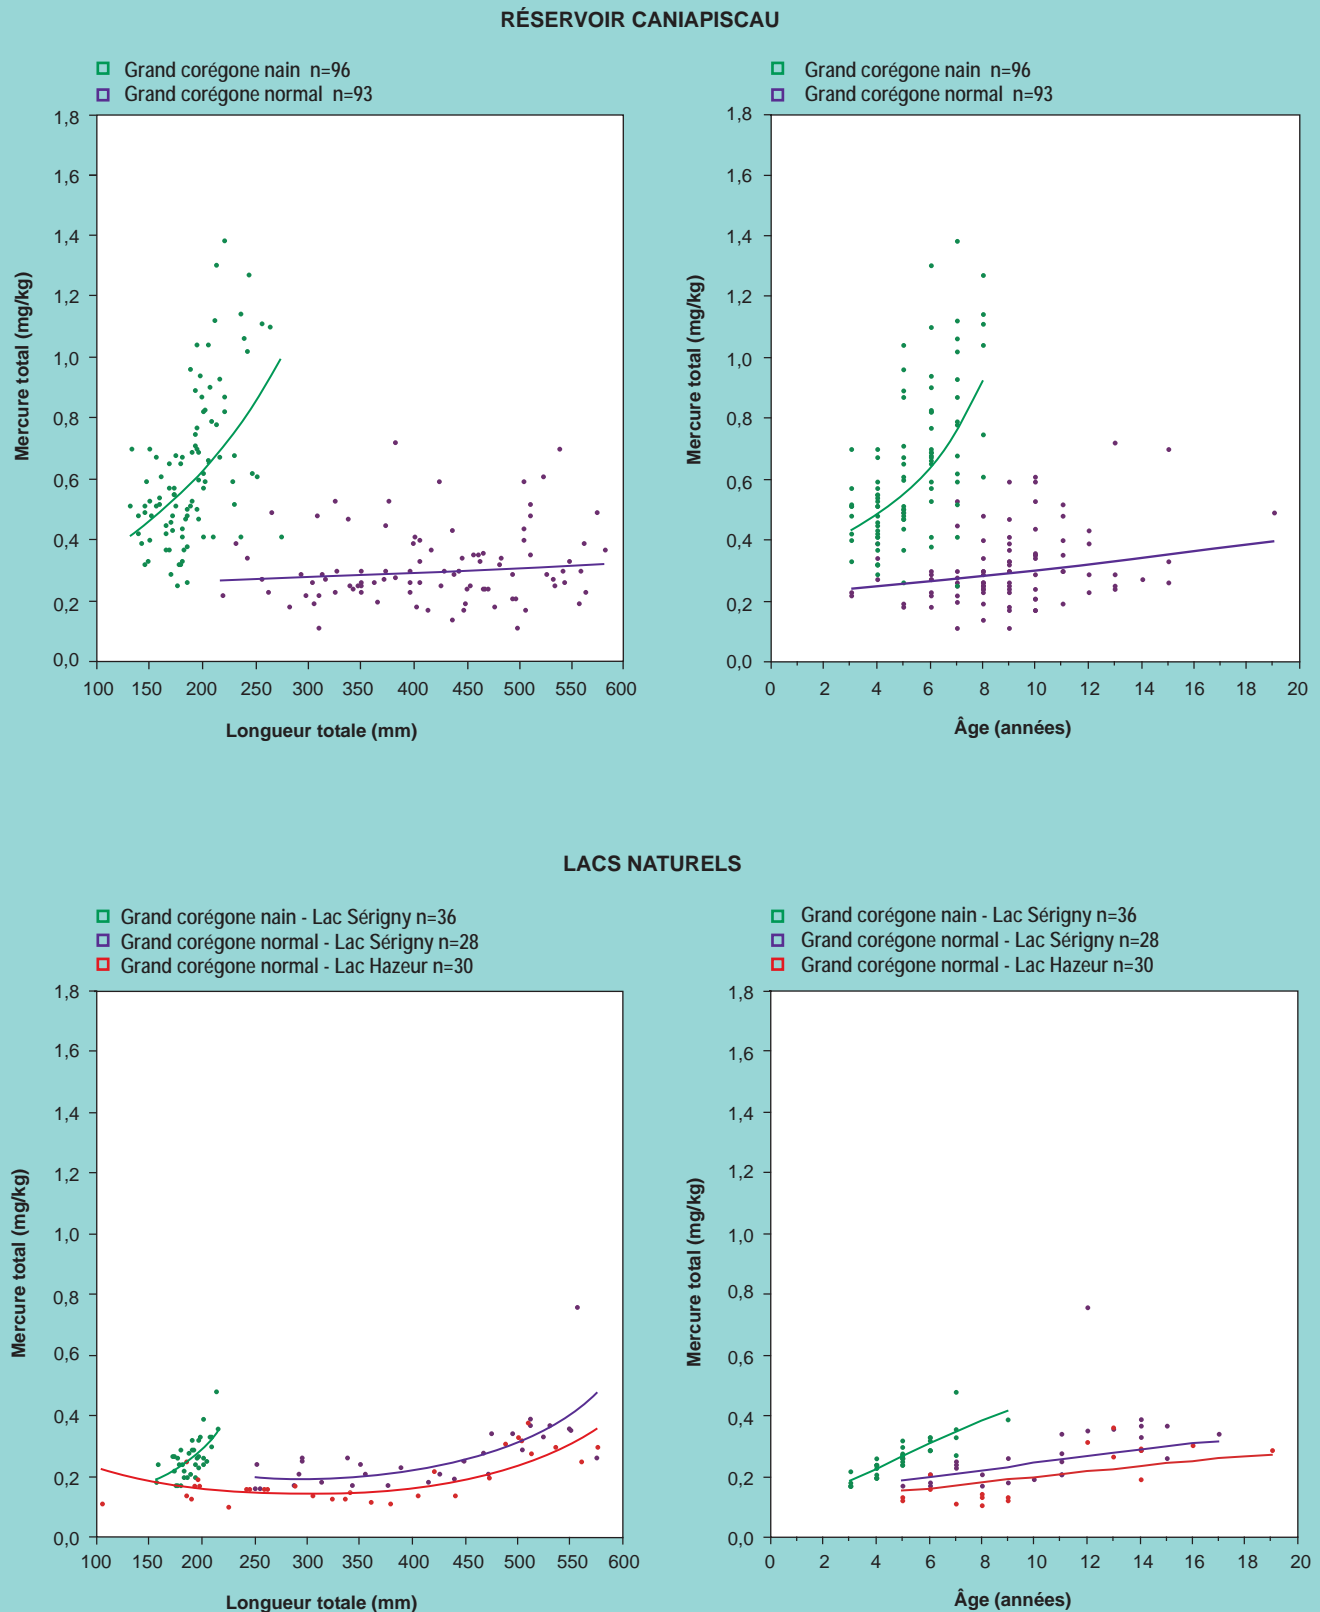 RÉSERVOIR CANIAPISCAU
Grand corégone nain n=96
Grand corégone normal n=93
1,8
1,6
1,4
1,2
1,0
0,8
0,6
0,4
0,2
0,0
Mercure total (mg/kg)
100 150 200 250 300 350 400 450 500 550 600
Longueur totale (mm)
Grand corégone nain n=96
Grand corégone normal n=93
1,8
1,6
1,4
1,2
1,0
0,8
0,6
0,4
0,2
0,0
Mercure total (mg/kg)
0 2 4 6 8 10 12 14 16 18 20
Âge (années)
LACS NATURELS
Grand corégone nain - Lac Sérigny n=36
Grand corégone normal - Lac Sérigny n=28
Grand corégone normal - Lac Hazeur n=30
1,8
1,6
1,4
1,2
1,0
0,8
0,6
0,4
0,2
0,0
Mercure total (mg/kg)
100 150 200 250 300 350 400 450 500 550 600
Longueur totale (mm)
Grand corégone nain - Lac Sérigny n=36
Grand corégone normal - Lac Sérigny n=28
Grand corégone normal - Lac Hazeur n=30
1,8
1,6
1,4
1,2
1,0
0,8
0,6
0,4
0,2
0,0
Mercure total (mg/kg)
0 2 4 6 8 10 12 14 16 18 20
Âge (années)